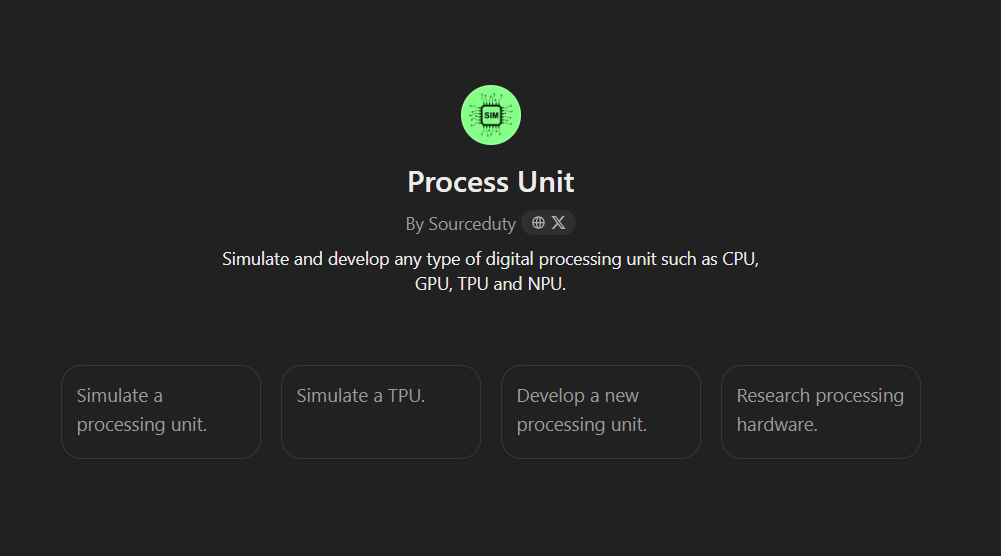 SIM
Process Unit
By Sourceduty
Simulate and develop any type of digital processing unit such as CPU,
GPU, TPU and NPU.
Simulate a
processing unit.
Simulate a TPU.
Develop a new
processing unit.
Research processing
hardware.